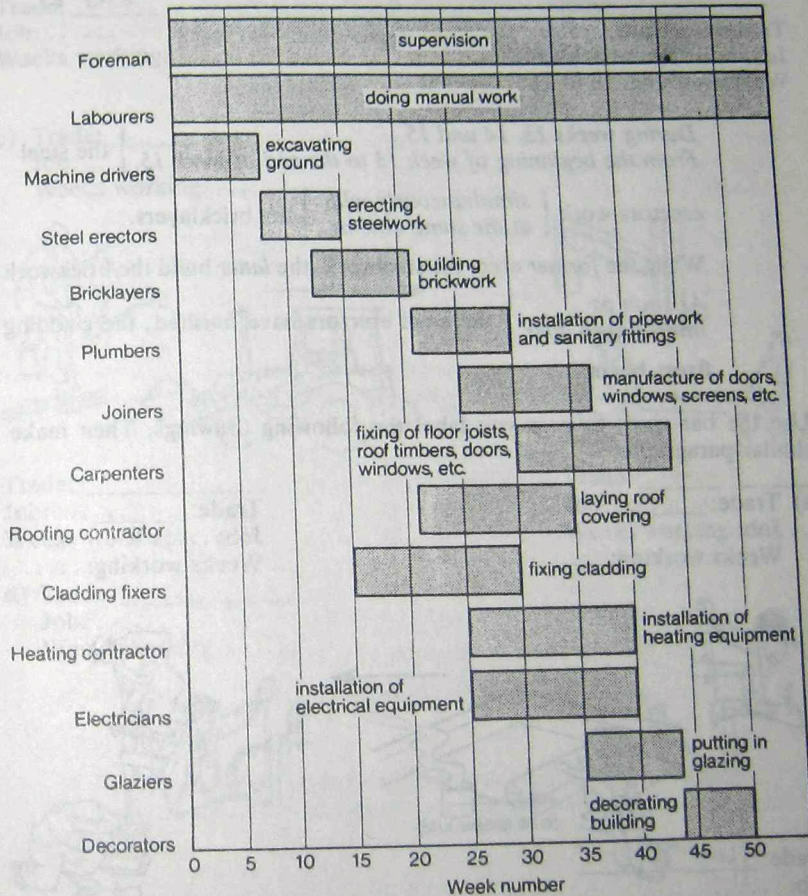 supervision
Foreman
doing manual work
Labourers
excavating
ground
Machine drivers
erecting
steelwork
Steel erectors
building
brickwork
Bricklayers
installation of pipework
and sanitary fittings
Plumbers
manufacture of doors,
windows, screens, etc.
Joiners
fixing of floor joists,
roof timbers, doors,
windows, etc.
Carpenters
laying roof
covering
Roofing contractor
fixing cladding
Cladding fixers
installation of
heating equipment
Heating contractor
installation of
electrical equipment
Electricians
putting in
glazing
Glaziers
decorating
building
Decorators
0 5 10 15 20 25 30 35 40 45 50
Week number